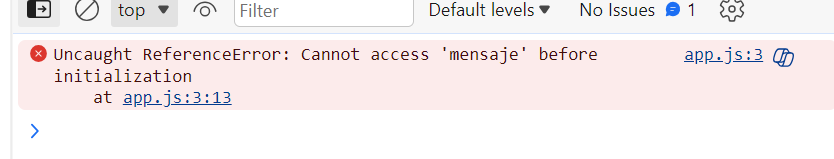 top Filter Default levels No Issues 1
Uncaught ReferenceError: Cannot access 'mensaje' before app.js:3
initialization
at app.js:3:13